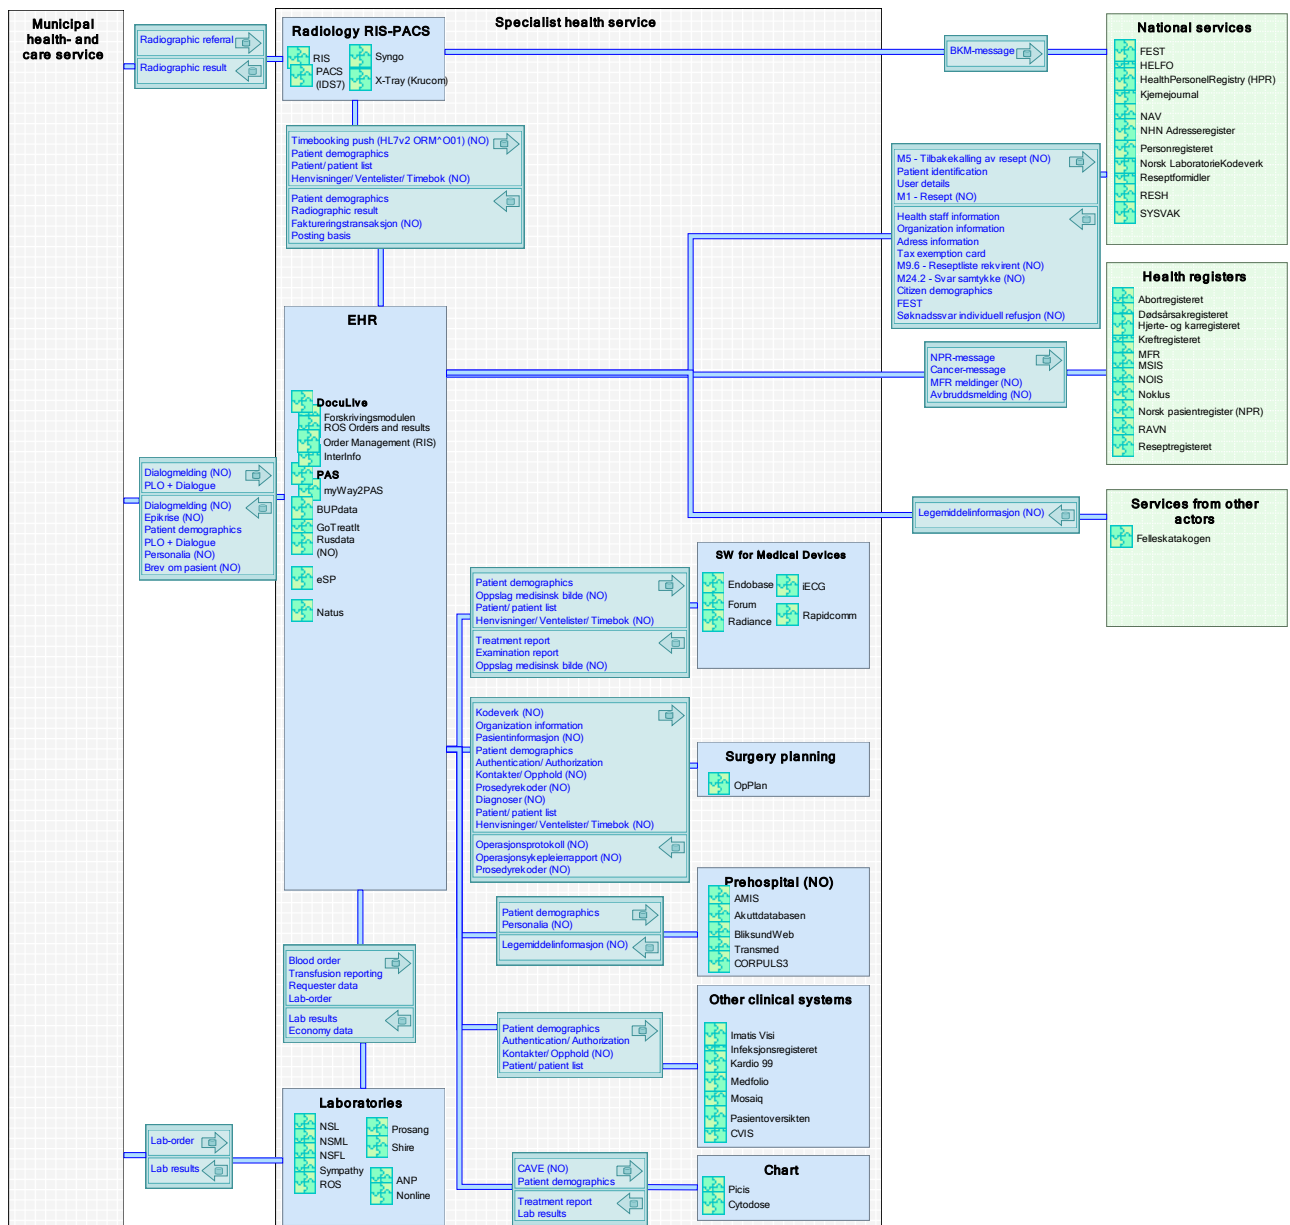 Municipal
health- and
care service
Specialist health service
Radiographic referral
Radiographic result
Radiology RIS-PACS
RIS
PACS
(IDS7)
Syngo
X-Tray (Krucom)
BKM-message
National services
FEST
HELFO
HealthPersonelRegistry (HPR)
Kjernejournal
NAV
NHN Adresseregister
Personregisteret
Norsk LaboratorieKodeverk
Reseptformidler
RESH
SYSVAK
Timebooking push (HL7v2 ORM^O01) (NO)
Patient demographics
Patient/ patient list
Henvisninger/ Ventelister/ Timebok (NO)
Patient demographics
Radiographic result
Faktureringstransaksjon (NO)
Posting basis
M5 - Tilbakekalling av resept (NO)
Patient identification
User details
M1 - Resept (NO)
Health staff information
Organization information
Adress information
Tax exemption card
M9.6 - Reseptliste rekvirent (NO)
M24.2 - Svar samtykke (NO)
Citizen demographics
FEST
Søknadssvar individuell refusjon (NO)
Health registers
Abortregisteret
Dødsårsakregisteret
Hjerte- og karregisteret
Kreftregisteret
MFR
MSIS
NOIS
Noklus
Norsk pasientregister (NPR)
RAVN
Reseptregisteret
NPR-message
Cancer-message
MFR meldinger (NO)
Avbruddsmelding (NO)
EHR
DocuLive
Forskrivingsmodulen
ROS Orders and results
Order Management (RIS)
InterInfo
PAS
myWay2PAS
BUPdata
GoTreatIt
Rusdata
(NO)
eSP
Natus
Dialogmelding (NO)
PLO + Dialogue
Dialogmelding (NO)
Epikrise (NO)
Patient demographics
PLO + Dialogue
Personalia (NO)
Brev om pasient (NO)
Legemiddelinformasjon (NO)
Services from other
actors
Felleskatakogen
Patient demographics
Oppslag medisinsk bilde (NO)
Patient/ patient list
Henvisninger/ Ventelister/ Timebok (NO)
Treatment report
Examination report
Oppslag medisinsk bilde (NO)
SW for Medical Devices
Endobase
Forum
Radiance
iECG
Rapidcomm
Kodeverk (NO)
Organization information
Pasientinformasjon (NO)
Patient demographics
Authentication/ Authorization
Kontakter/ Opphold (NO)
Prosedyrekoder (NO)
Diagnoser (NO)
Patient/ patient list
Henvisninger/ Ventelister/ Timebok (NO)
Operasjonsprotokoll (NO)
Operasjonsykepleierrapport (NO)
Prosedyrekoder (NO)
Surgery planning
OpPlan
Patient demographics
Personalia (NO)
Legemiddelinformasjon (NO)
Prehospital (NO)
AMIS
Akuttdatabasen
BliksundWeb
Transmed
CORPULS3
Blood order
Transfusion reporting
Requester data
Lab-order
Lab results
Economy data
Patient demographics
Authentication/ Authorization
Kontakter/ Opphold (NO)
Patient/ patient list
Other clinical systems
Imatis Visi
Infeksjonsregisteret
Kardio 99
Medfolio
Mosaiq
Pasientoversikten
CVIS
Lab-order
Lab results
Laboratories
NSL
NSML
NSFL
Sympathy
ROS
Prosang
Shire
ANP
Nonline
CAVE (NO)
Patient demographics
Treatment report
Lab results
Chart
Picis
Cytodose